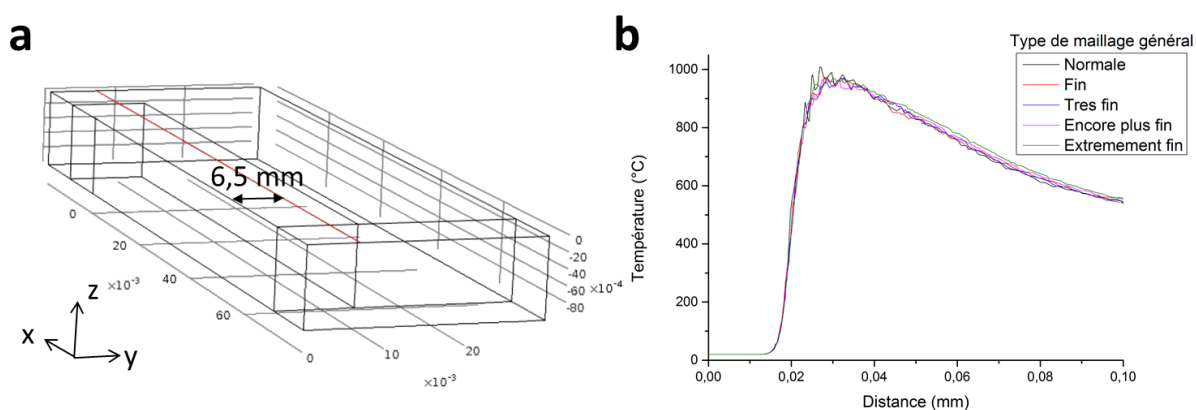 a
6,5 mm
0
20
40
60
×10⁻³
0
10
20
×10⁻³
0
-20
-40
-60
-80
×10⁻⁴
z
x
y
b
Type de maillage général
Normale
Fin
Tres fin
Encore plus fin
Extremement fin
Température (°C)
1000
800
600
400
200
0
0,00
0,02
0,04
0,06
0,08
0,10
Distance (mm)